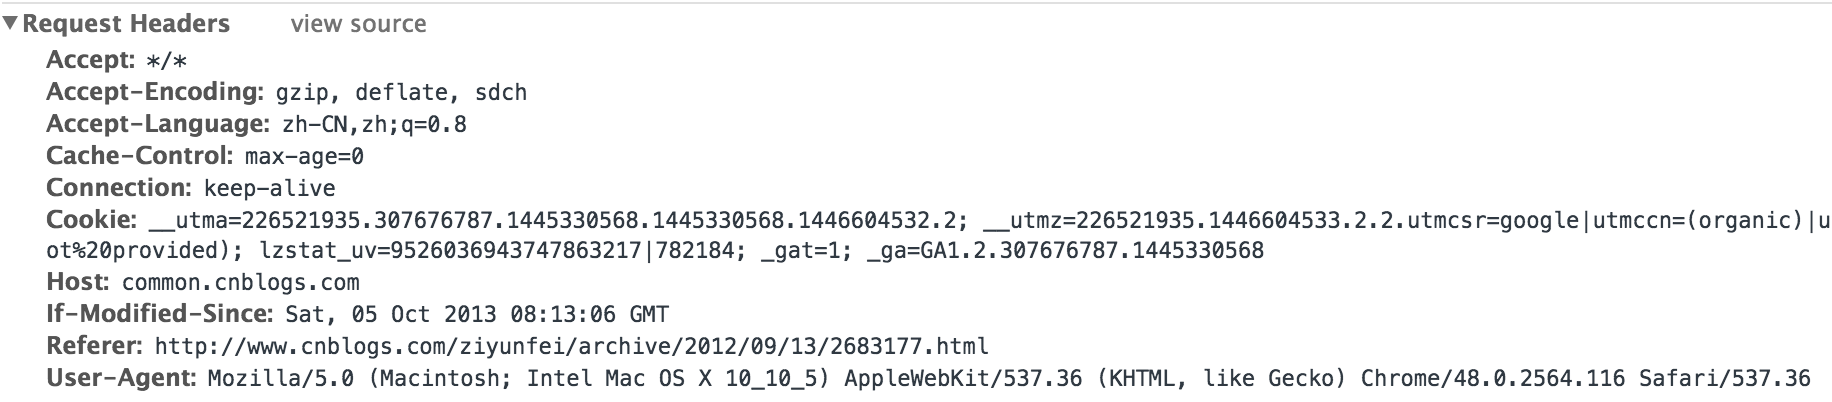 ▼Request Headers view source
Accept: */*
Accept-Encoding: gzip, deflate, sdch
Accept-Language: zh-CN,zh;q=0.8
Cache-Control: max-age=0
Connection: keep-alive
Cookie: __utma=226521935.307676787.1445330568.1445330568.1446604532.2; __utmz=226521935.1446604533.2.2.utmcsr=google|utmccn=(organic)|u
ot%20provided); lzstat_uv=9526036943747863217|782184; _gat=1; _ga=GA1.2.307676787.1445330568
Host: common.cnblogs.com
If-Modified-Since: Sat, 05 Oct 2013 08:13:06 GMT
Referer: http://www.cnblogs.com/ziyunfei/archive/2012/09/13/2683177.html
User-Agent: Mozilla/5.0 (Macintosh; Intel Mac OS X 10_10_5) AppleWebKit/537.36 (KHTML, like Gecko) Chrome/48.0.2564.116 Safari/537.36